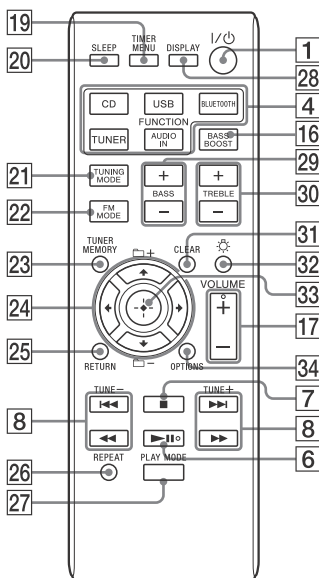 19
TIMER
MENU
SLEEP
DISPLAY
I/⏻
20
1
28
CD
USB
BLUETOOTH
4
FUNCTION
TUNER
AUDIO
IN
BASS
BOOST
16
29
21
TUNING
MODE
+
BASS
−
+
TREBLE
−
30
22
FM
MODE
31
TUNER
MEMORY
+
CLEAR
32
23
33
VOLUME
24
+
−
17
25
RETURN
−
OPTIONS
34
TUNE−
TUNE+
7
8
8
6
REPEAT
PLAY MODE
26
27